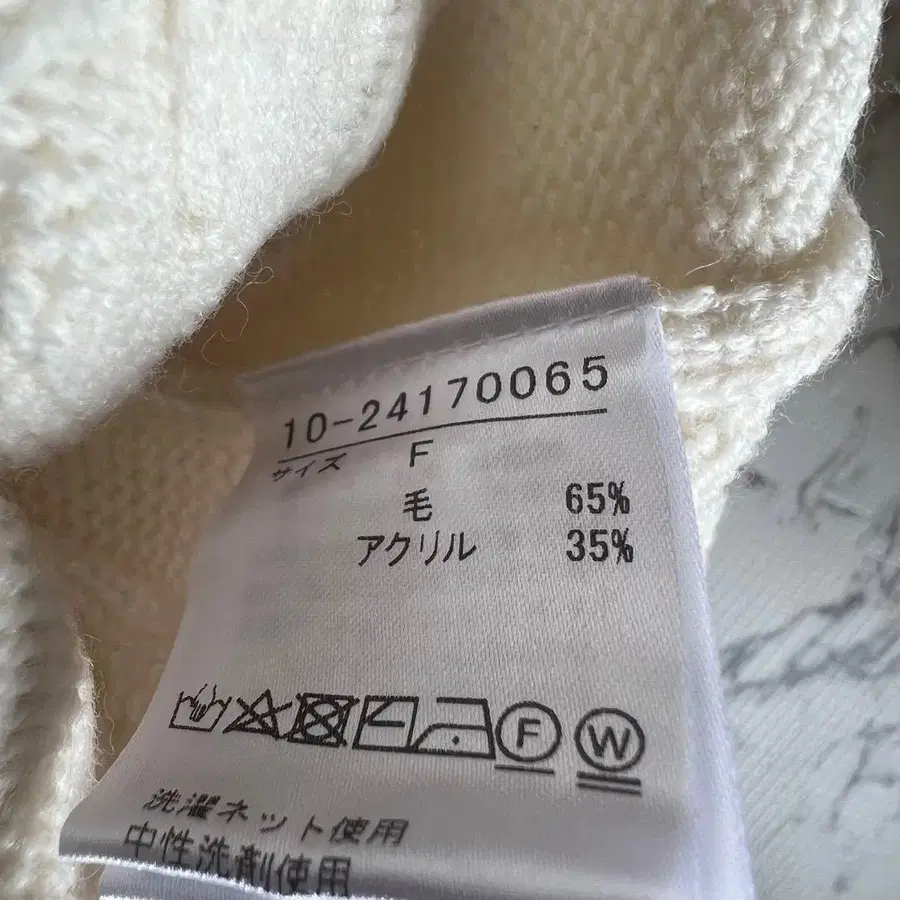 10-24170065
サイズ F
毛 65%
アクリル 35%
F W
洗濯ネット使用
中性洗剤使用